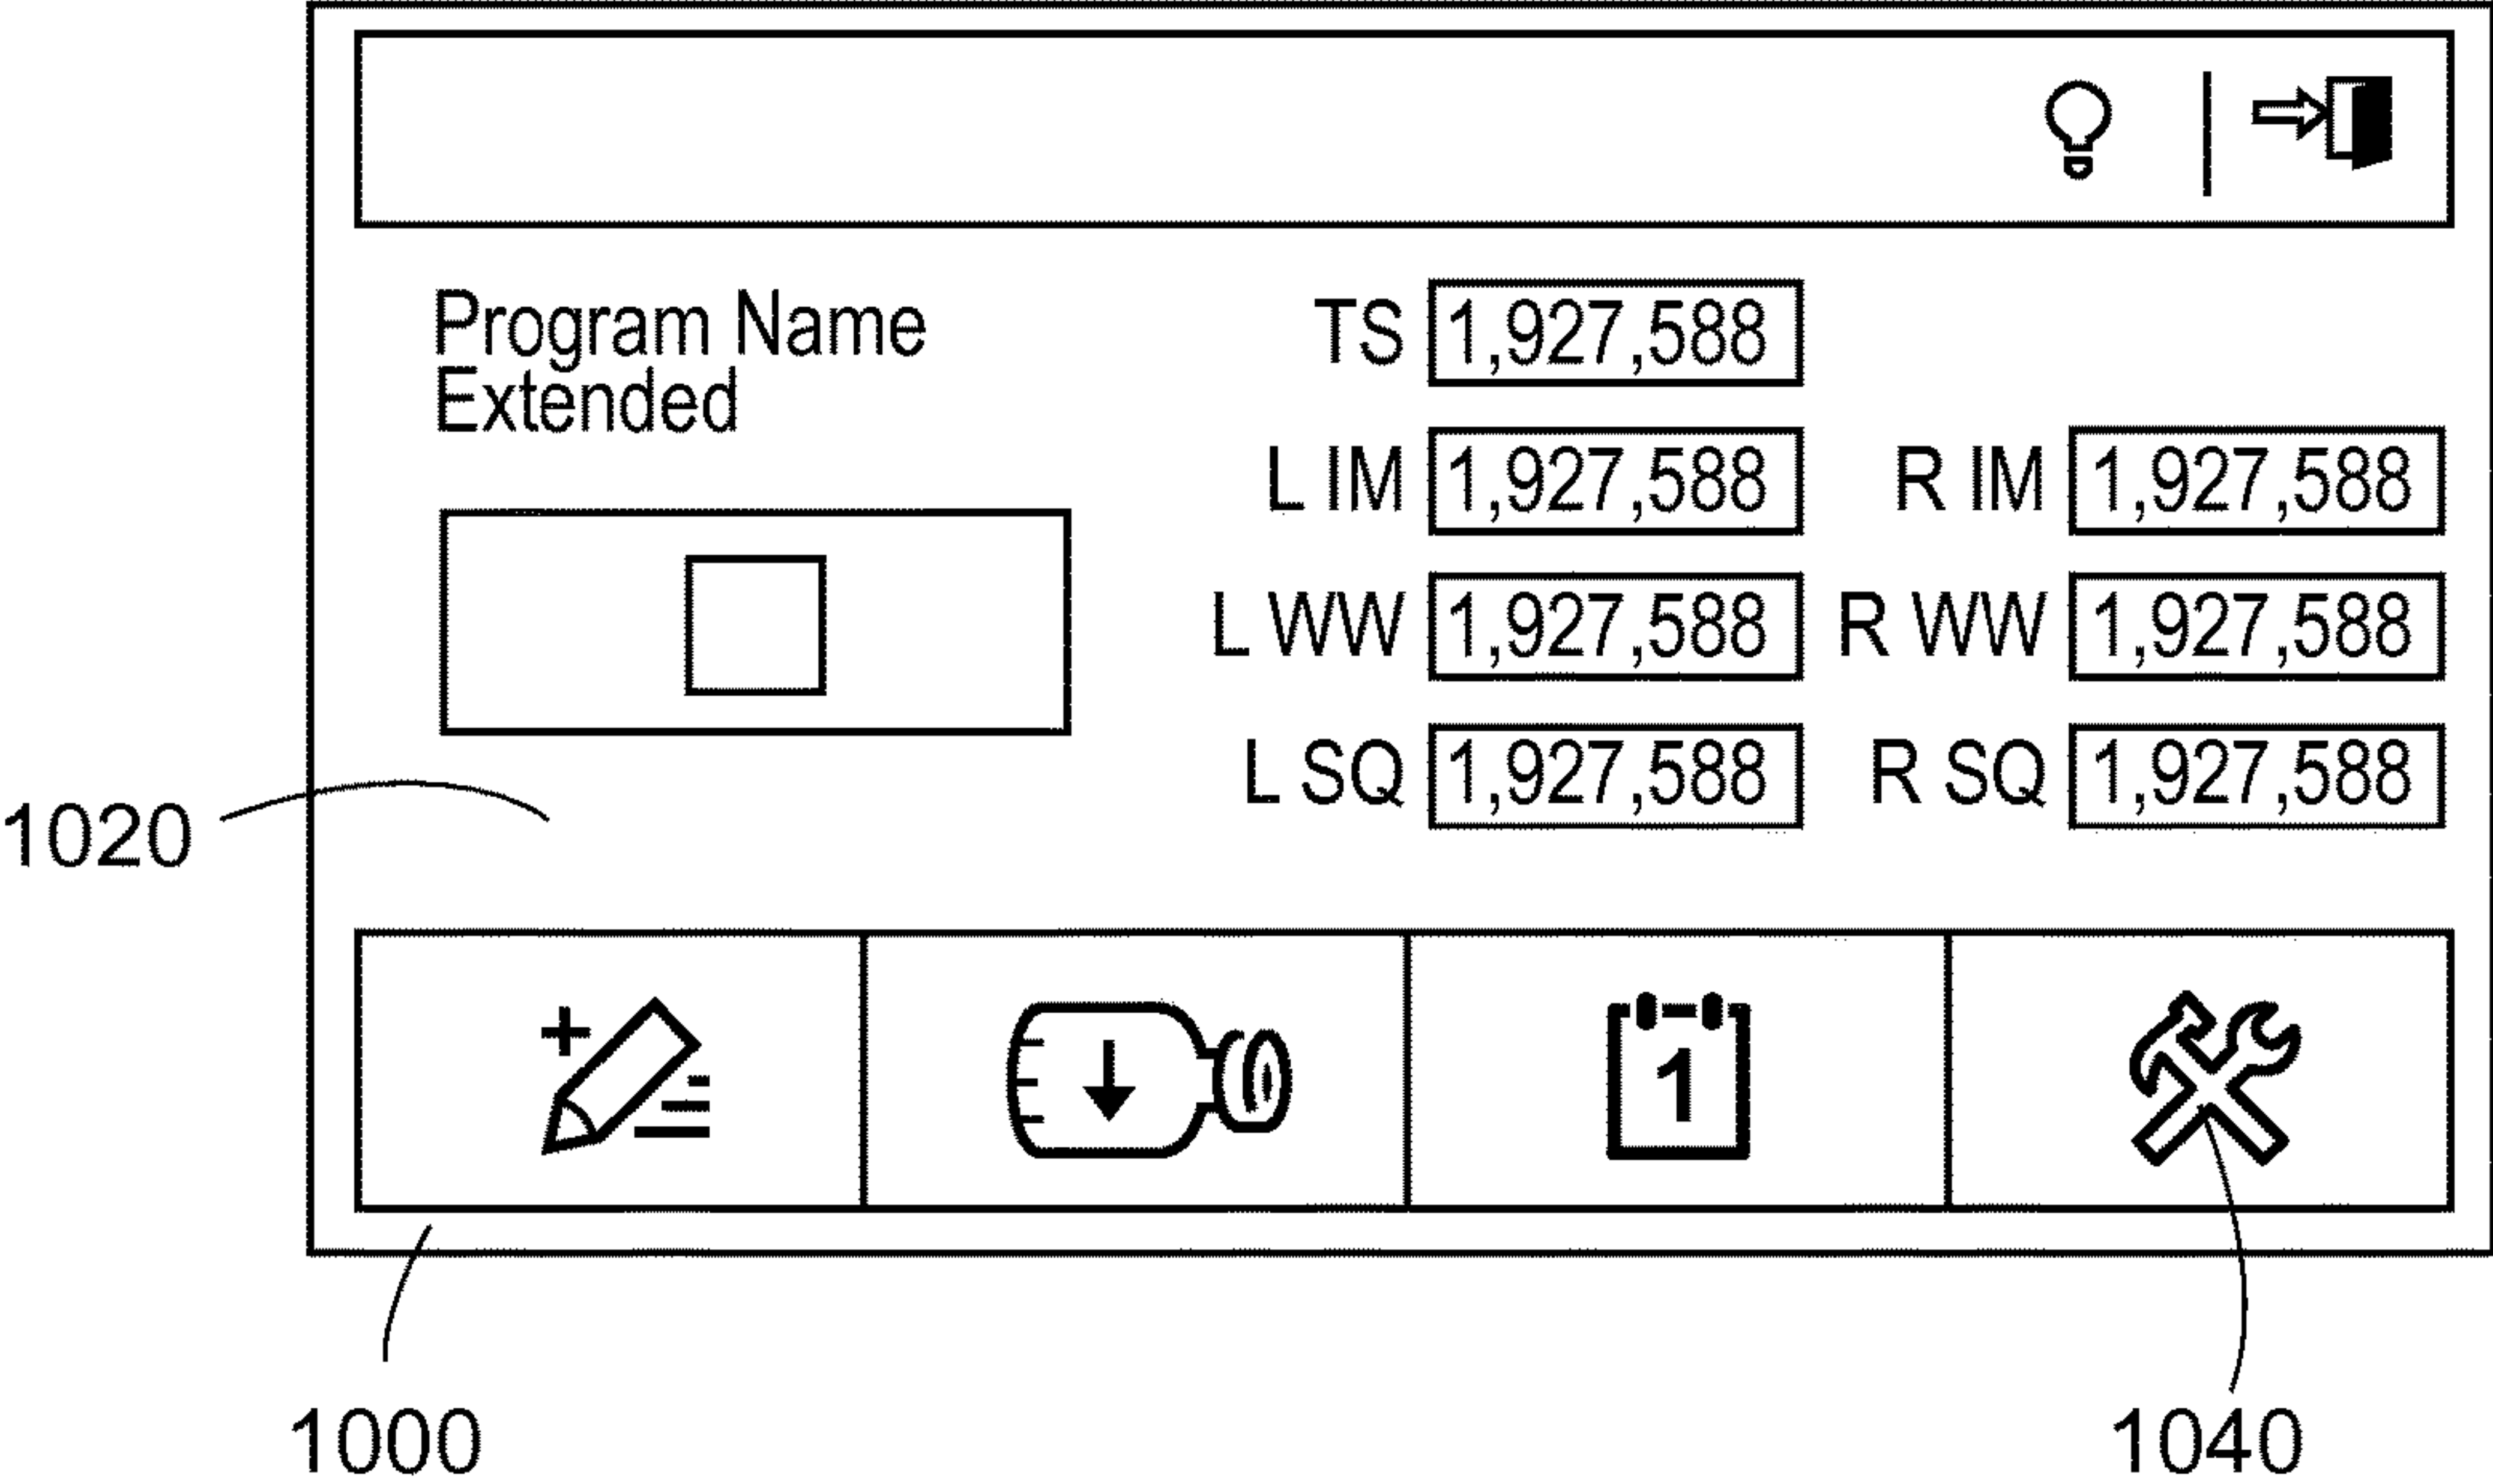 Program Name
Extended
TS 1,927,588
L IM 1,927,588 R IM 1,927,588
L WW 1,927,588 R WW 1,927,588
L SQ 1,927,588 R SQ 1,927,588
1020
1
1000
1040